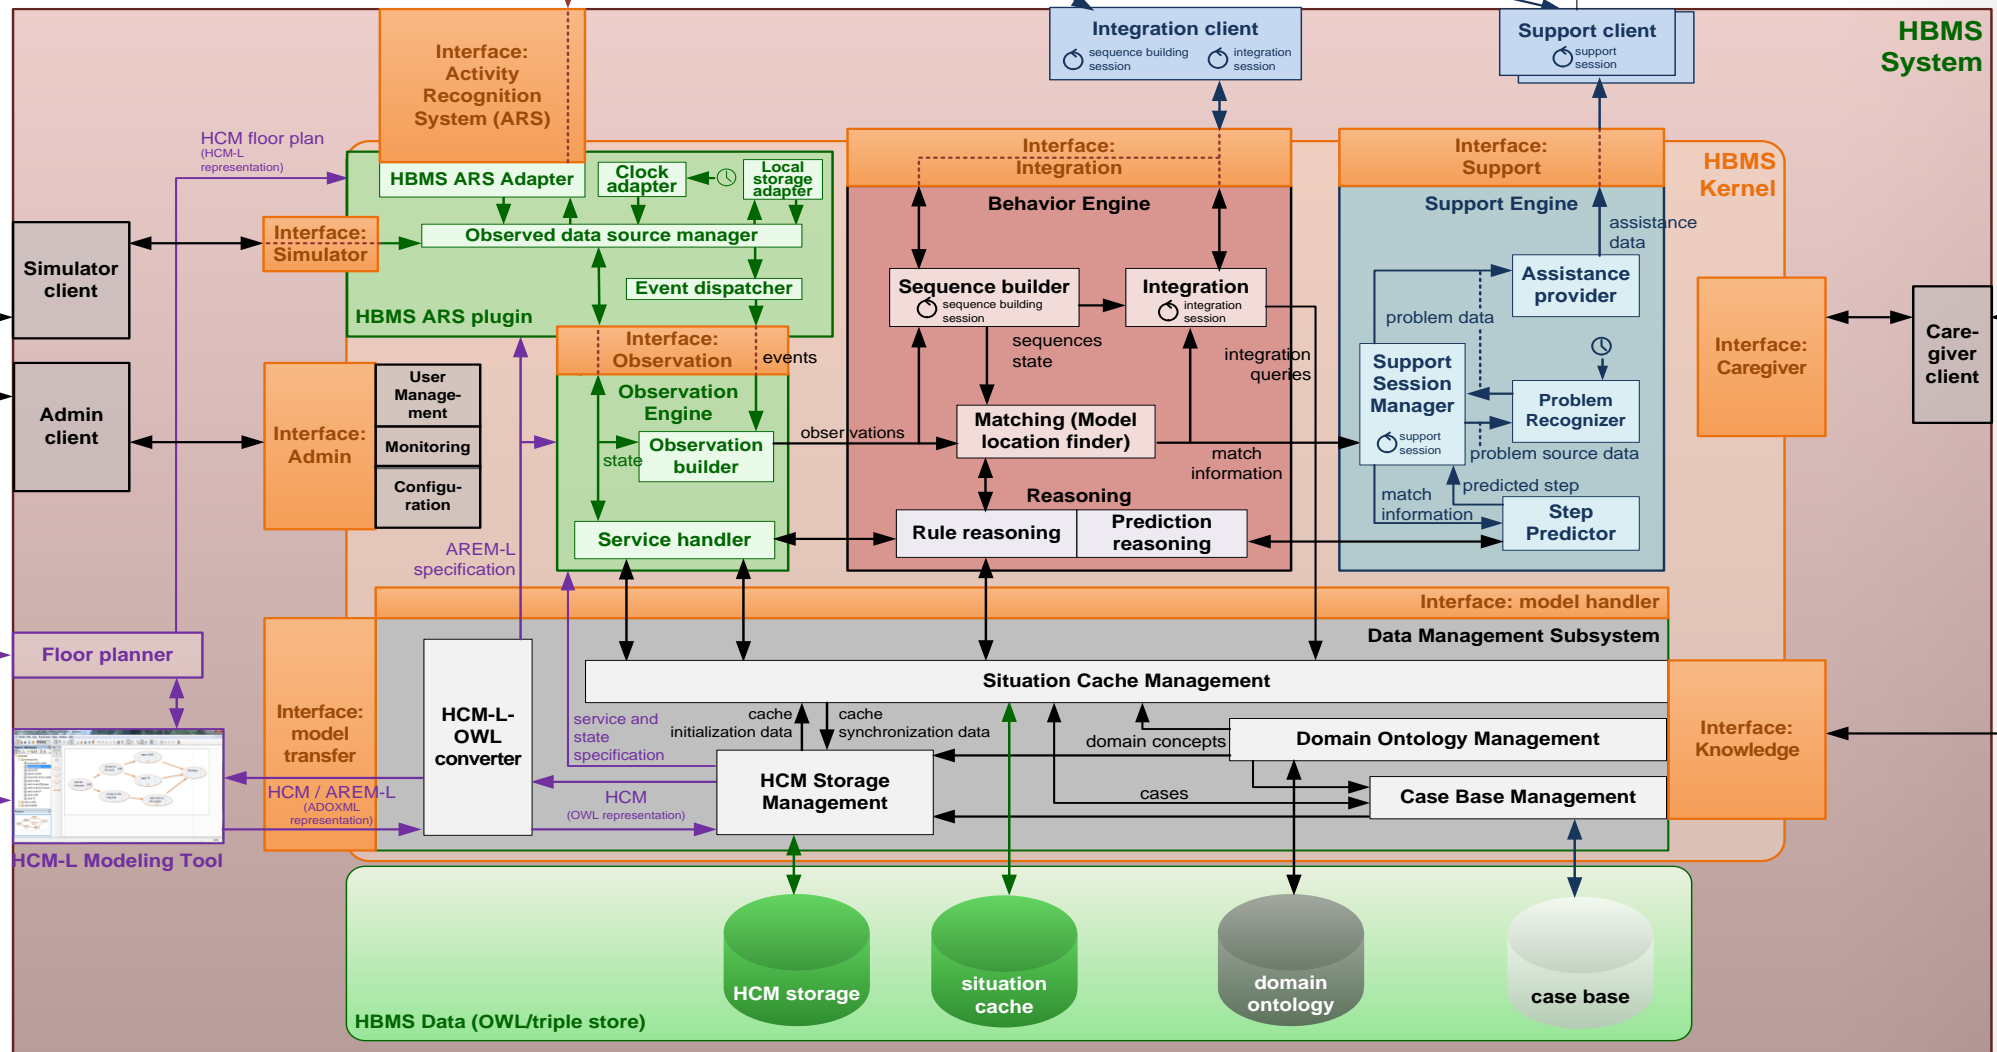 HBMS
System
Interface:
Activity
Recognition
System (ARS)
Integration client
sequence building
session
integration
session
Support client
support
session
HCM floor plan
(HCM-L
representation)
HBMS ARS Adapter
Clock
adapter
Local
storage
adapter
Interface:
Simulator
Observed data source manager
Event dispatcher
HBMS ARS plugin
Simulator
client
Admin
client
Interface:
Admin
User
Manage-
ment
Monitoring
Configu-
ration
Interface:
Observation
events
Observation
Engine
state
Observation
builder
Service handler
observations
Interface:
Integration
Behavior Engine
Sequence builder
sequence building
session
Integration
integration
session
sequences
state
integration
queries
Matching (Model
location finder)
match
information
Reasoning
Rule reasoning
Prediction
reasoning
Interface:
Support
HBMS
Kernel
Support Engine
assistance
data
Assistance
provider
problem data
Support
Session
Manager
support
session
Problem
Recognizer
problem source data
predicted step
match
information
Step
Predictor
Interface:
Caregiver
Care-
giver
client
AREM-L
specification
Interface: model handler
Data Management Subsystem
Floor planner
Interface:
model
transfer
HCM-L-
OWL
converter
Situation Cache Management
service and
state
specification
cache
initialization data
cache
synchronization data
domain concepts
Domain Ontology Management
Interface:
Knowledge
HCM Storage
Management
cases
Case Base Management
HCM / AREM-L
(ADOXML
representation)
HCM
(OWL representation)
HCM-L Modeling Tool
HCM storage
situation
cache
domain
ontology
case base
HBMS Data (OWL/triple store)